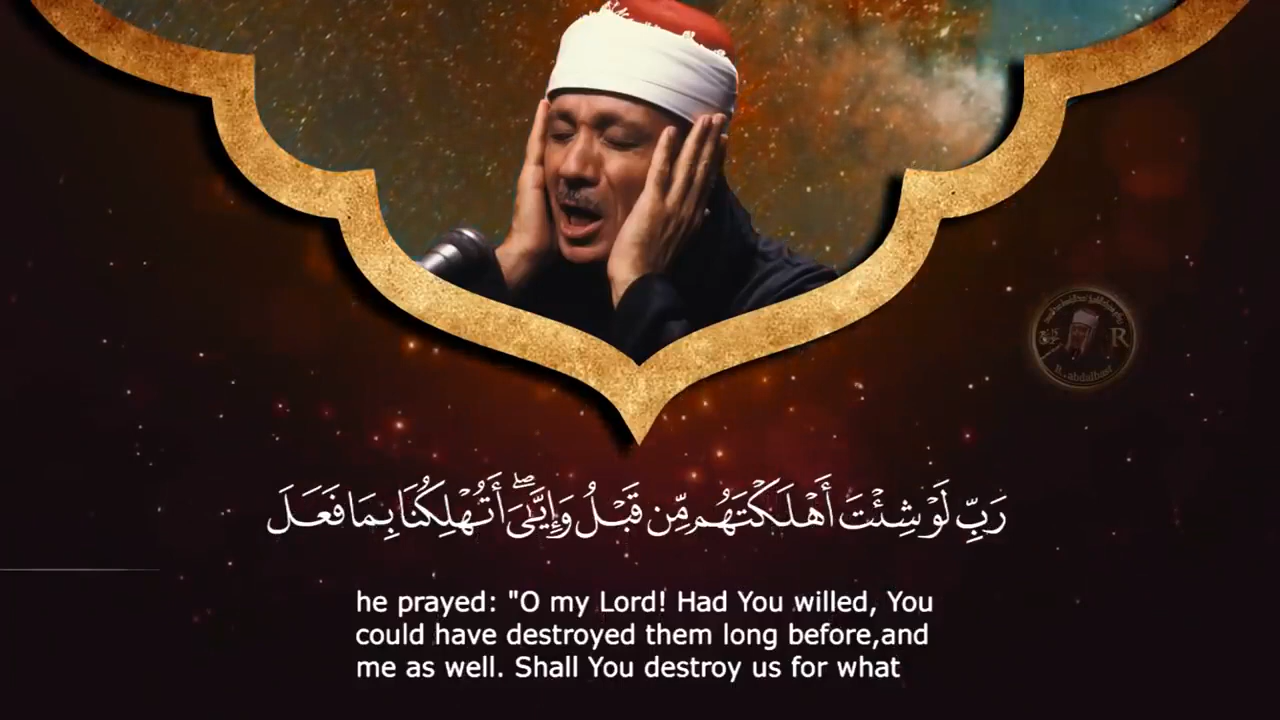 رَبِّ لَوْ شِئْتَ أَهْلَكْتَهُم مِّن قَبْلُ وَإِيَّـٰىَ ۖ أَتُهْلِكُنَا بِمَا فَعَلَ
he prayed: "O my Lord! Had You willed, You
could have destroyed them long before,and
me as well. Shall You destroy us for what
R
R..abdalbast